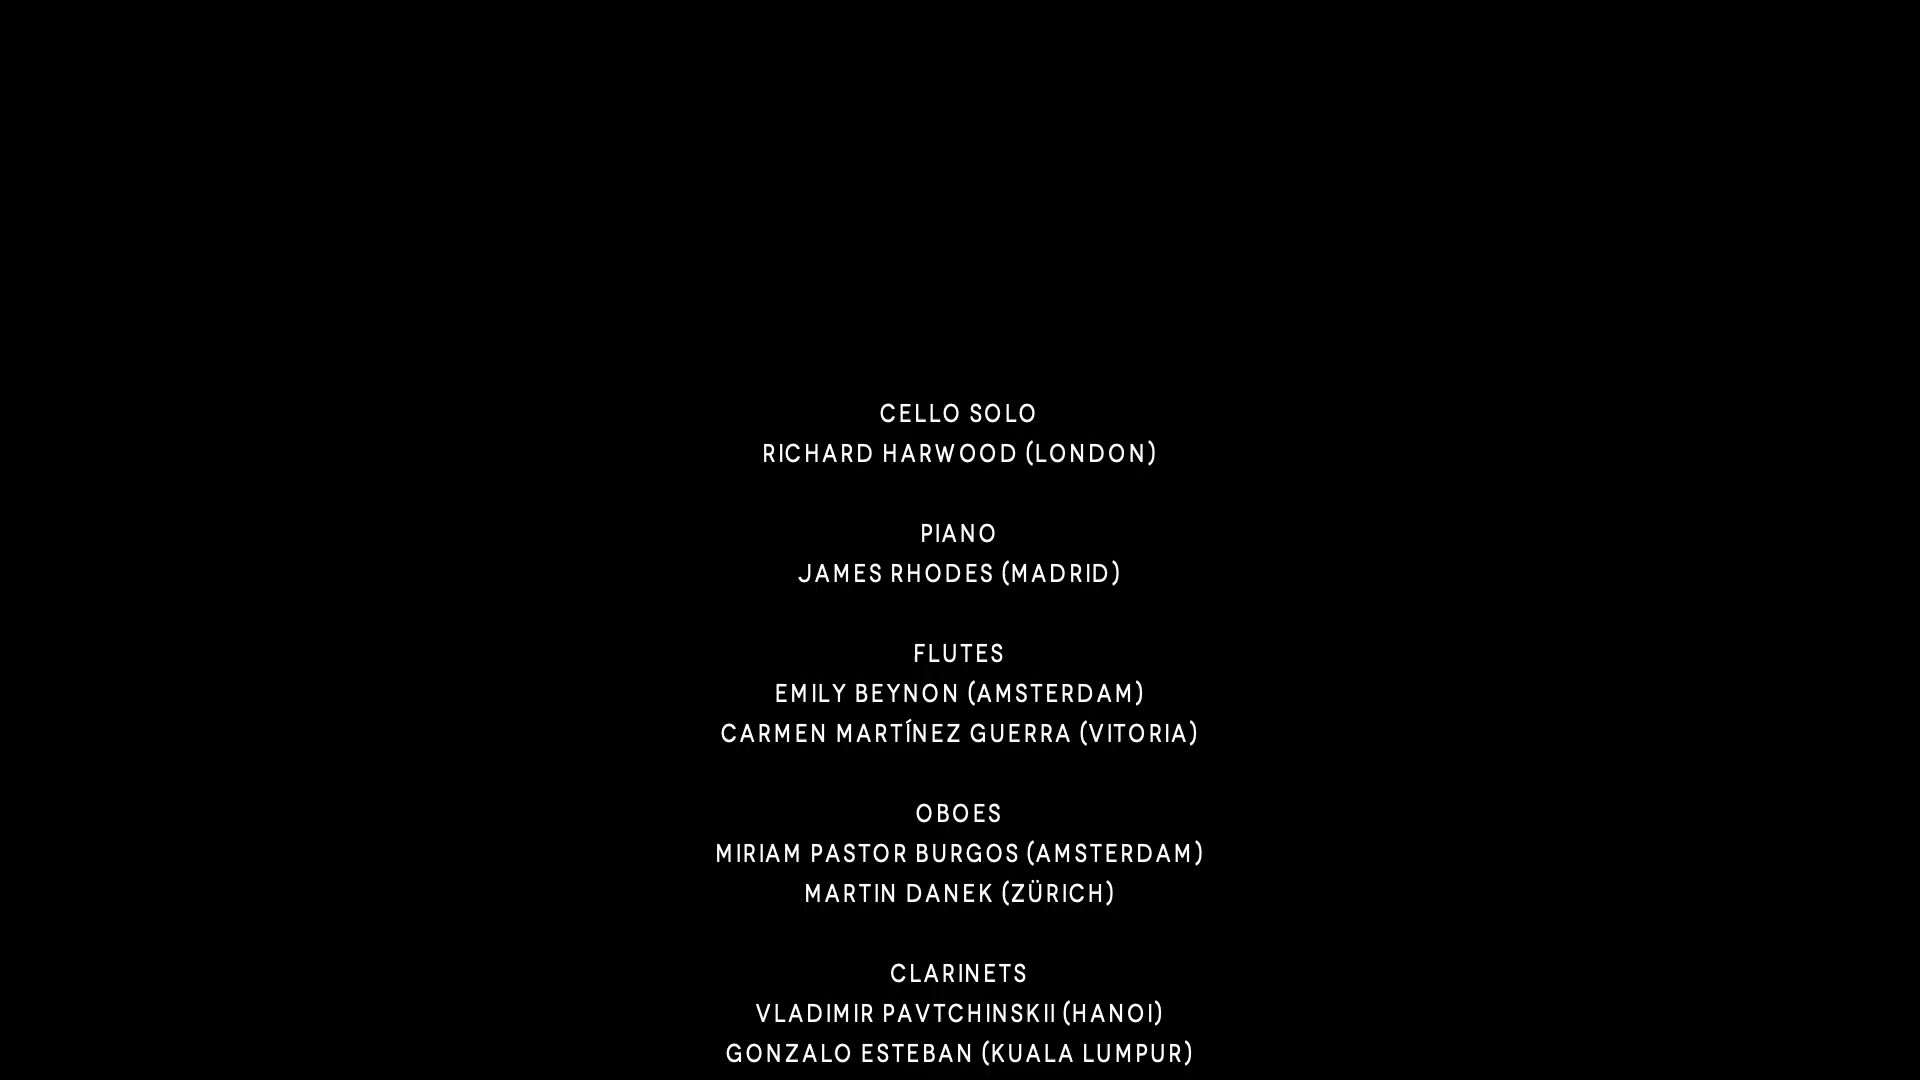 CELLO SOLO
RICHARD HARWOOD (LONDON)
PIANO
JAMES RHODES (MADRID)
FLUTES
EMILY BEYNON (AMSTERDAM)
CARMEN MARTÍNEZ GUERRA (VITORIA)
OBOES
MIRIAM PASTOR BURGOS (AMSTERDAM)
MARTIN DANEK (ZÜRICH)
CLARINETS
VLADIMIR PAVTCHINSKII (HANOI)
GONZALO ESTEBAN (KUALA LUMPUR)